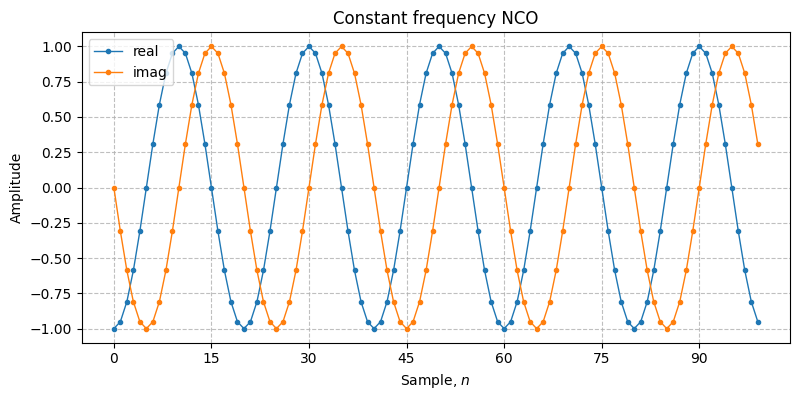 Constant frequency NCO
real
imag
1.00
0.75
0.50
0.25
0.00
−0.25
−0.50
−0.75
−1.00
Amplitude
0 15 30 45 60 75 90
Sample, n